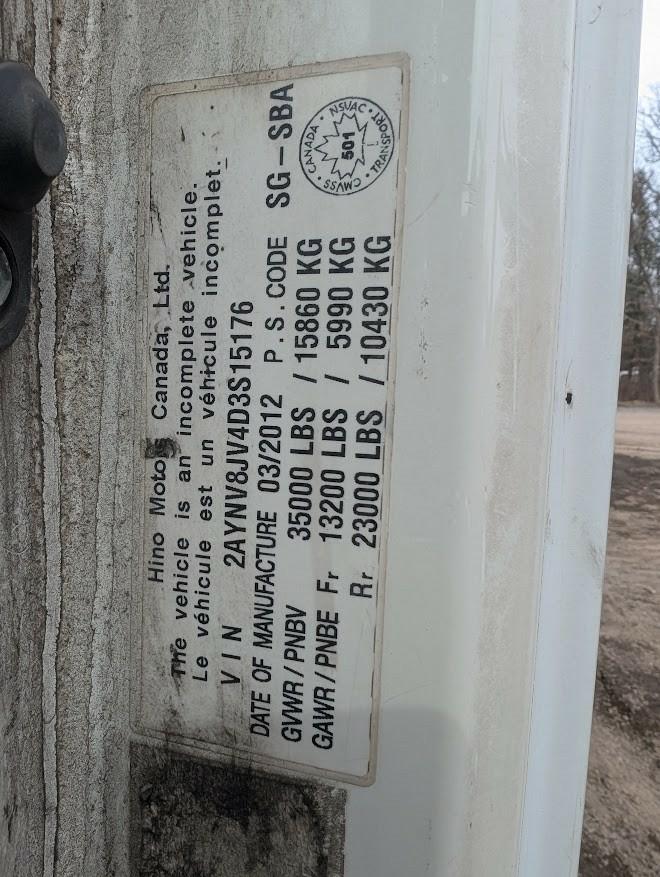 Hino Motors Canada, Ltd.
The vehicle is an incomplete vehicle.
Le véhicule est un véhicule incomplet.
VIN 2AYNV8JV4D3S15176
DATE OF MANUFACTURE 03/2012 P.S. CODE SG-SBA
GVWR/PNBV 35000 LBS / 15860 KG
GAWR/PNBE Fr 13200 LBS / 5990 KG
Rr 23000 LBS / 10430 KG
CANADA · NSVAC · TRANSPORT · CMVSS ·
501